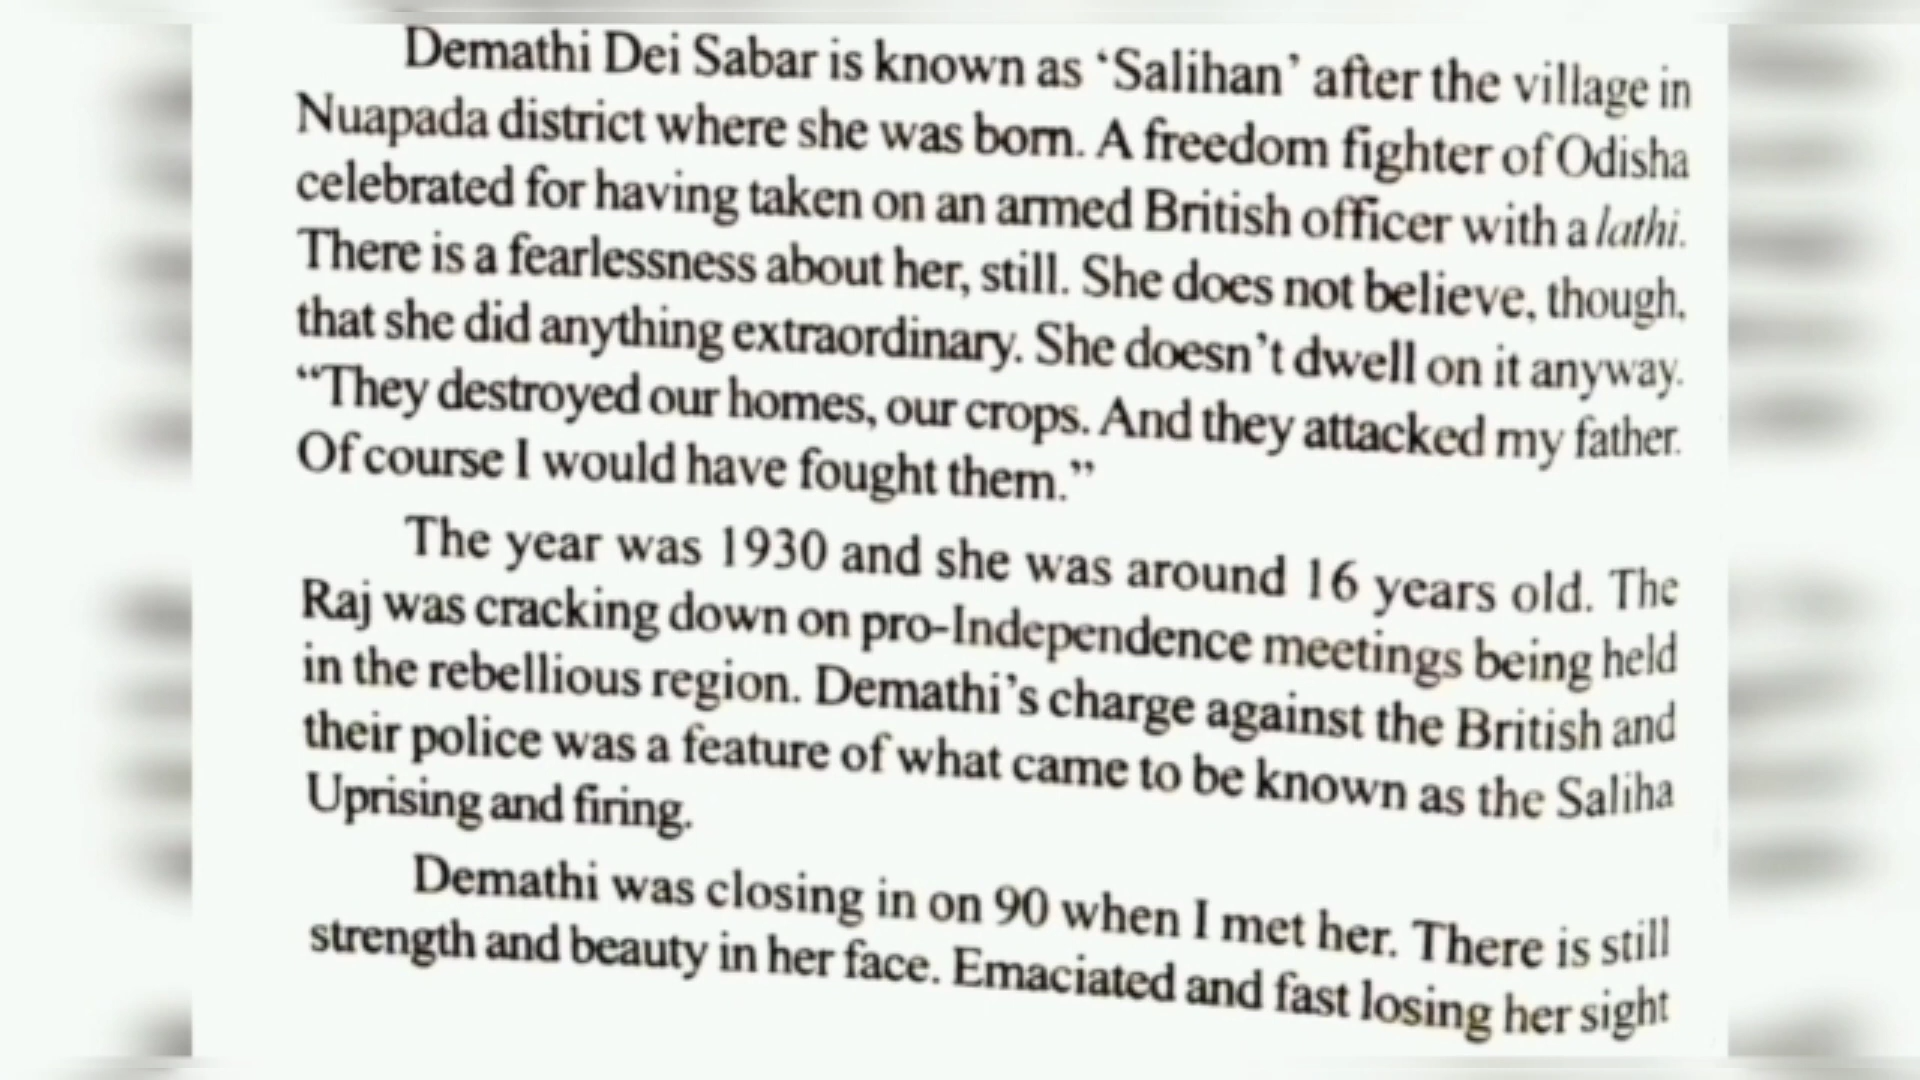 Demathi Dei Sabar is known as ‘Salihan’ after the village in
Nuapada district where she was born. A freedom fighter of Odisha
celebrated for having taken on an armed British officer with a lathi.
There is a fearlessness about her, still. She does not believe, though,
that she did anything extraordinary. She doesn’t dwell on it anyway.
“They destroyed our homes, our crops. And they attacked my father.
Of course I would have fought them.”
The year was 1930 and she was around 16 years old. The
Raj was cracking down on pro-Independence meetings being held
in the rebellious region. Demathi’s charge against the British and
their police was a feature of what came to be known as the Saliha
Uprising and firing.
Demathi was closing in on 90 when I met her. There is still
strength and beauty in her face. Emaciated and fast losing her sight